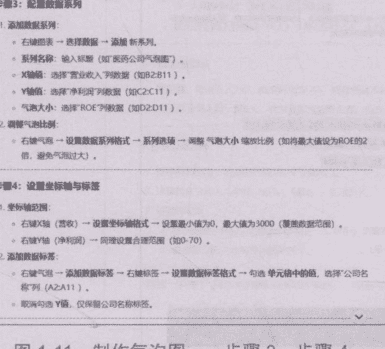 步骤3：配置数据系列
1. 添加数据系列：
右键图表 → 选择数据 → 添加 新系列。
系列名称：输入标题（如"医药公司气泡图"）。
X轴值：选择"营业收入"列数据（如B2:B11）。
Y轴值：选择"净利润"列数据（如C2:C11）。
气泡大小：选择"ROE"列数据（如D2:D11）。
2. 调整气泡比例：
右键气泡 → 设置数据系列格式 → 系列选项 → 调整 气泡大小 缩放比例（如将最大值设为ROE的2
倍，避免气泡过大）。
步骤4：设置坐标轴与标签
1. 坐标轴范围：
右键X轴（营收）→ 设置坐标轴格式 → 设置最小值为0，最大值为3000（覆盖数据范围）。
右键Y轴（净利润）→ 同理设置合理范围（如0-70）。
2. 添加数据标签：
右键气泡 → 添加数据标签 → 右键标签 → 设置数据标签格式 → 勾选 单元格中的值，选择"公司名
称"列（A2:A11）。
取消勾选 Y值，仅保留公司名称标签。